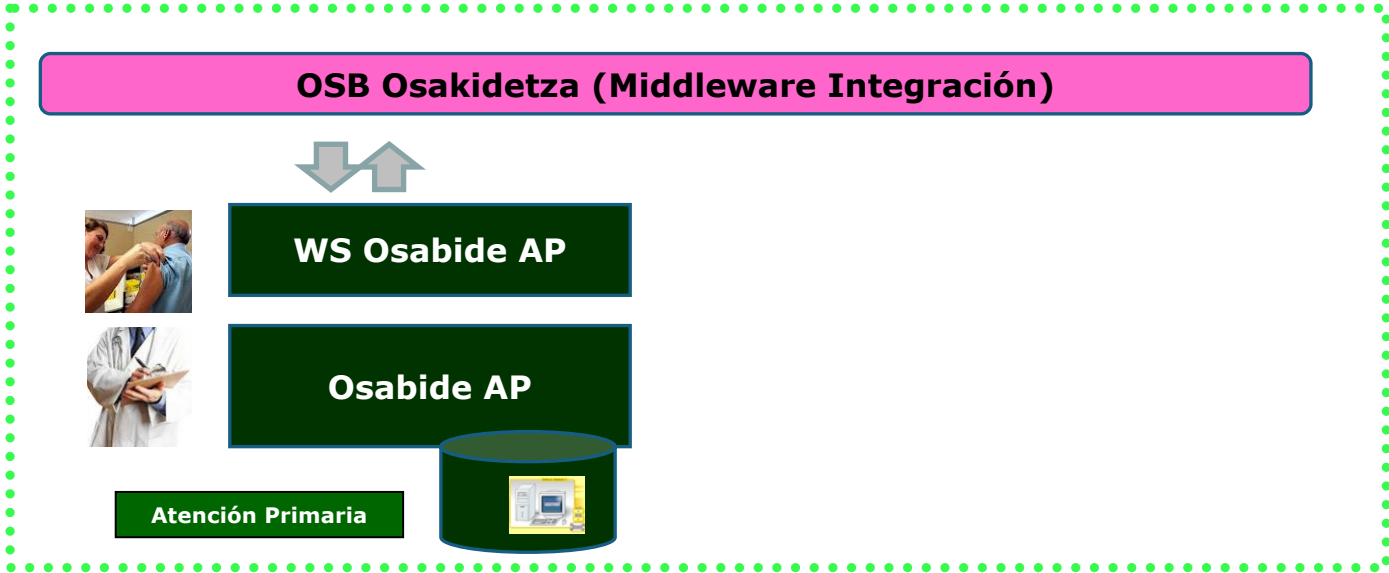 OSB Osakidetza (Middleware Integración)
WS Osabide AP
Osabide AP
Atención Primaria